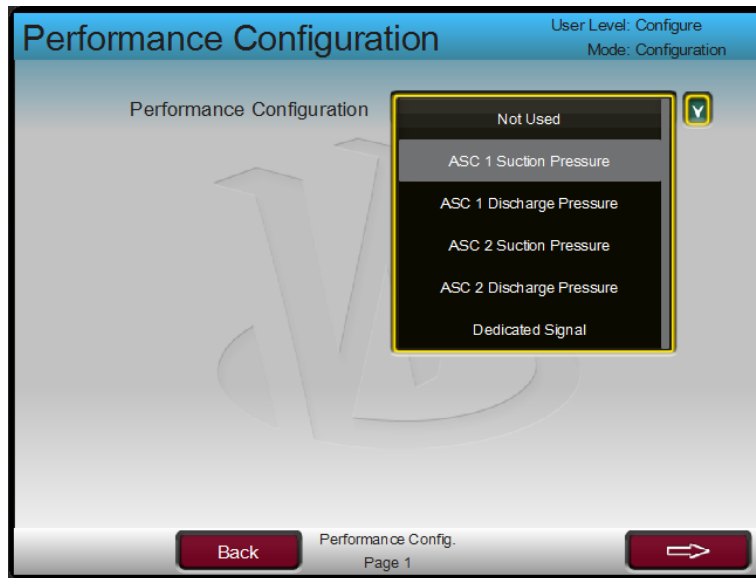 Performance Configuration
User Level: Configure
Mode: Configuration
Performance Configuration
Not Used
ASC 1 Suction Pressure
ASC 1 Discharge Pressure
ASC 2 Suction Pressure
ASC 2 Discharge Pressure
Dedicated Signal
Back
Performance Config.
Page 1